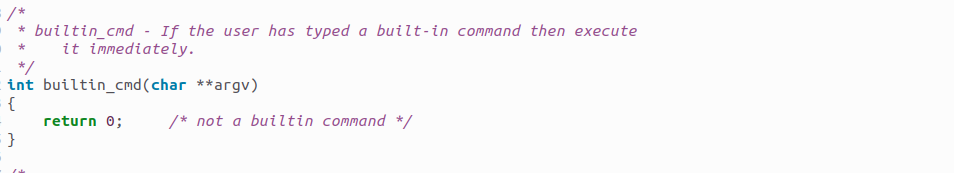 /*
 * builtin_cmd - If the user has typed a built-in command then execute
 *    it immediately.
 */
int builtin_cmd(char **argv)
{
    return 0;     /* not a builtin command */
}
/*